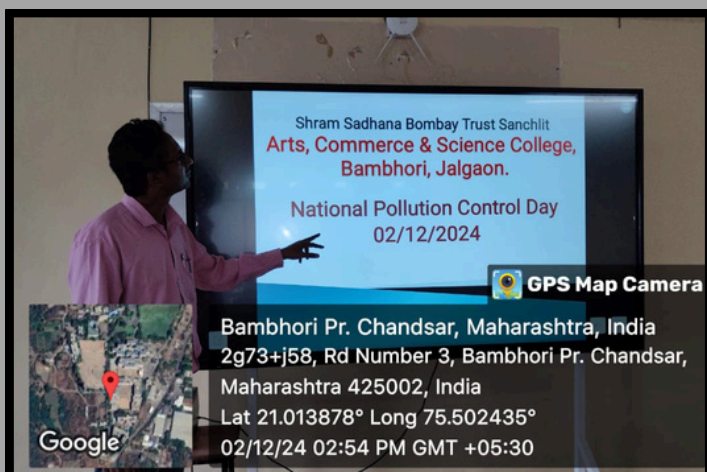 Shram Sadhana Bombay Trust Sanchlit
Arts, Commerce & Science College,
Bambhori, Jalgaon.
National Pollution Control Day
02/12/2024
GPS Map Camera
Bambhori Pr. Chandsar, Maharashtra, India
2g73+j58, Rd Number 3, Bambhori Pr. Chandsar,
Maharashtra 425002, India
Lat 21.013878° Long 75.502435°
02/12/24 02:54 PM GMT +05:30
Google